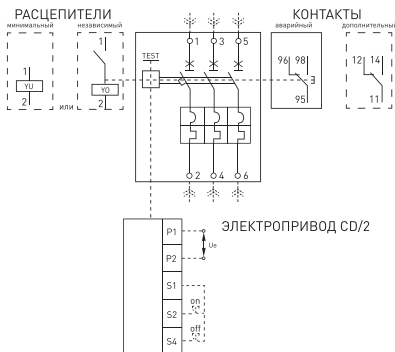 РАСЦЕПИТЕЛИ
минимальный
независимый
КОНТАКТЫ
аварийный
дополнительный
1
YU
2
или
1
YO
2
TEST
1
3
5
2
4
6
96
98
95
12
14
11
ЭЛЕКТРОПРИВОД CD/2
P1
P2
Ue
S1
S2
S4
on
off